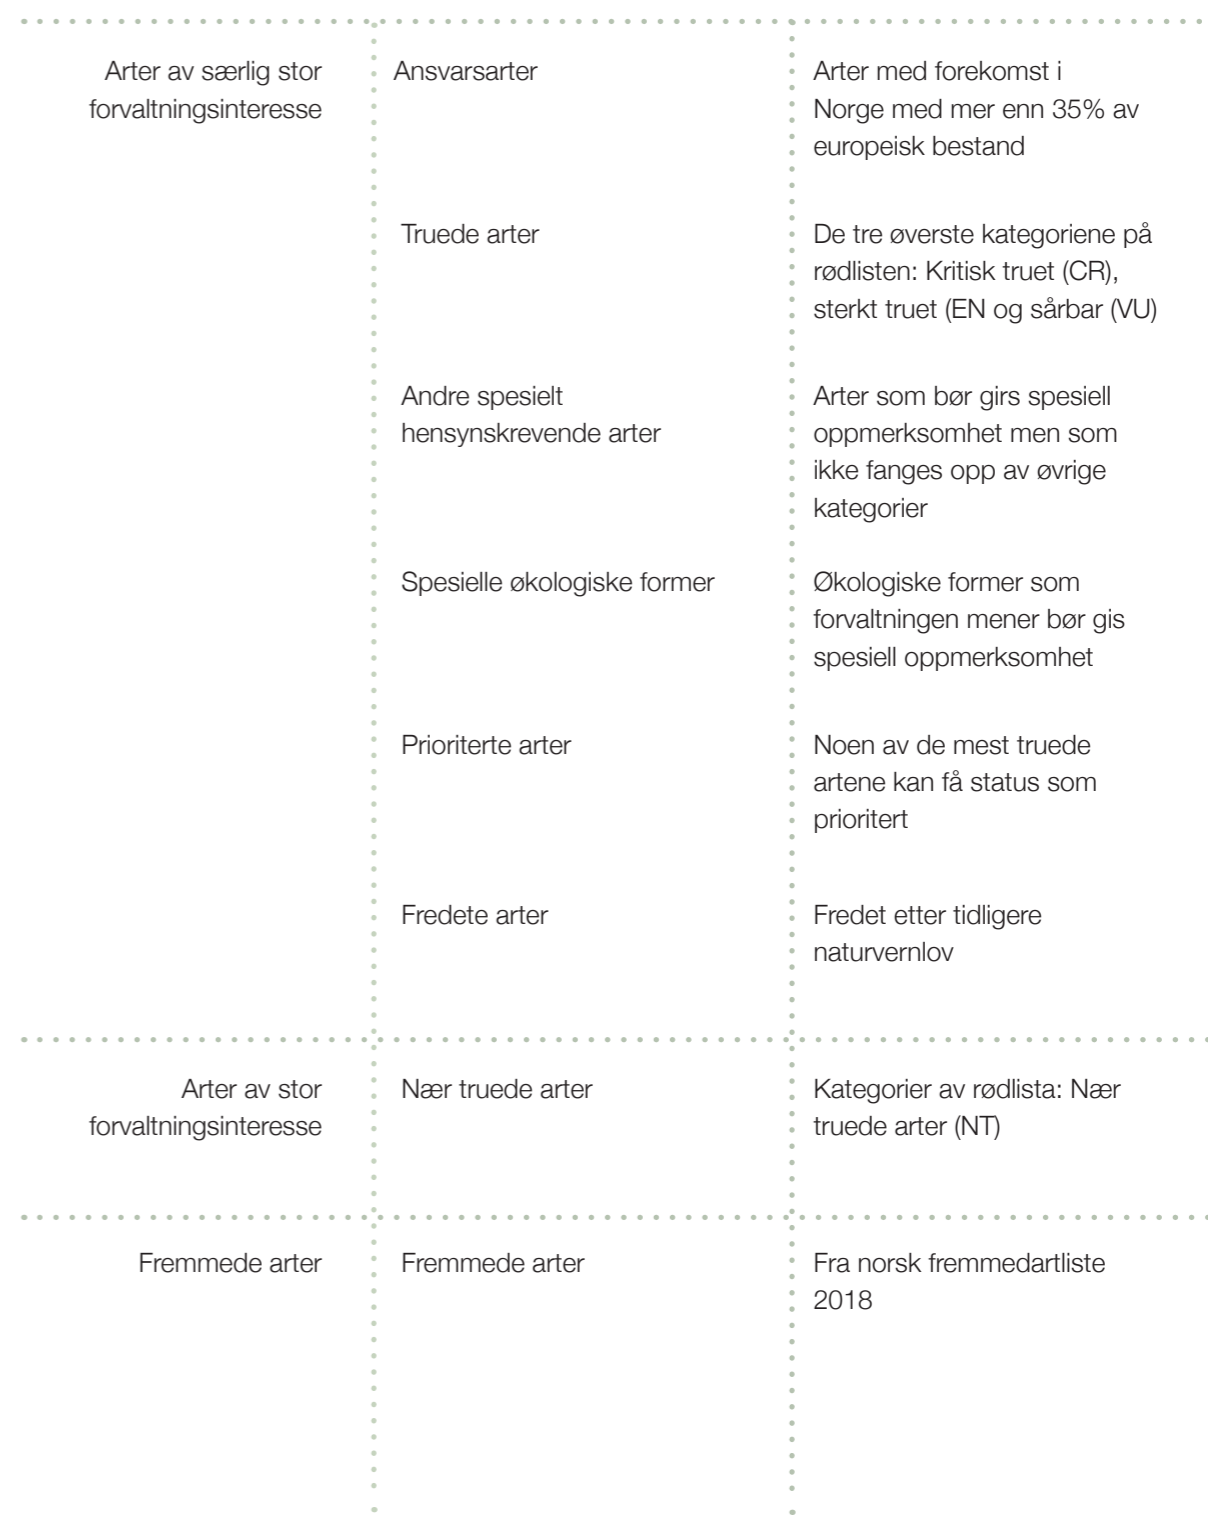 Arter av særlig stor
forvaltningsinteresse
Ansvarsarter
Arter med forekomst i
Norge med mer enn 35% av
europeisk bestand
Truede arter
De tre øverste kategoriene på
rødlisten: Kritisk truet (CR),
sterkt truet (EN og sårbar (VU)
Andre spesielt
hensynskrevende arter
Arter som bør girs spesiell
oppmerksomhet men som
ikke fanges opp av øvrige
kategorier
Spesielle økologiske former
Økologiske former som
forvaltningen mener bør gis
spesiell oppmerksomhet
Prioriterte arter
Noen av de mest truede
artene kan få status som
prioritert
Fredete arter
Fredet etter tidligere
naturvernlov
Arter av stor
forvaltningsinteresse
Nær truede arter
Kategorier av rødlista: Nær
truede arter (NT)
Fremmede arter
Fremmede arter
Fra norsk fremmedartliste
2018